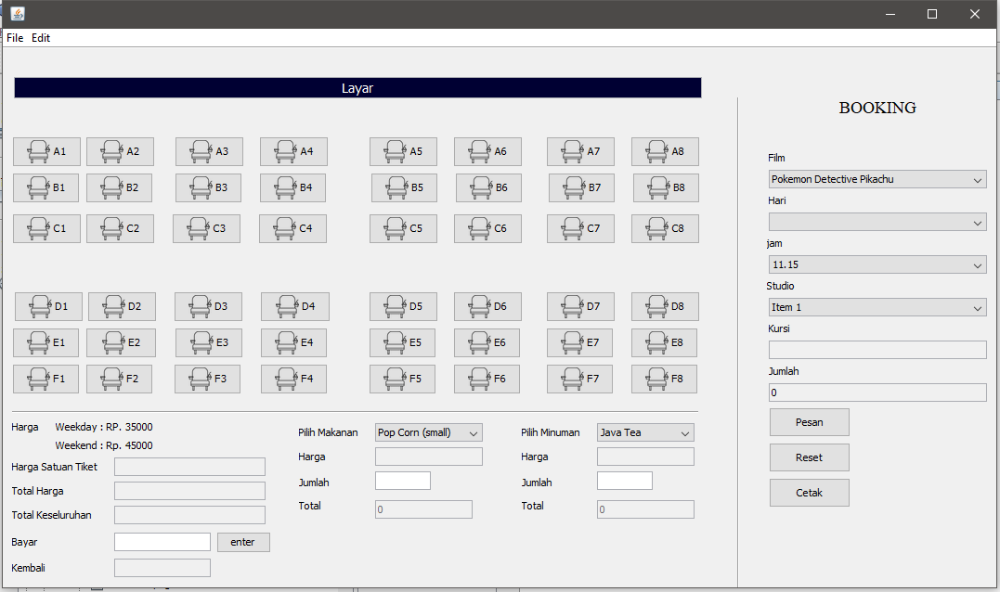 File Edit
Layar
A1 A2 A3 A4 A5 A6 A7 A8
B1 B2 B3 B4 B5 B6 B7 B8
C1 C2 C3 C4 C5 C6 C7 C8
D1 D2 D3 D4 D5 D6 D7 D8
E1 E2 E3 E4 E5 E6 E7 E8
F1 F2 F3 F4 F5 F6 F7 F8
Harga Weekday : RP. 35000
Weekend : Rp. 45000
Harga Satuan Tiket
Total Harga
Total Keseluruhan
Bayar enter
Kembali
Pilih Makanan Pop Corn (small)
Harga
Jumlah
Total 0
Pilih Minuman Java Tea
Harga
Jumlah
Total 0
BOOKING
Film
Pokemon Detective Pikachu
Hari
jam
11.15
Studio
Item 1
Kursi
Jumlah
0
Pesan
Reset
Cetak